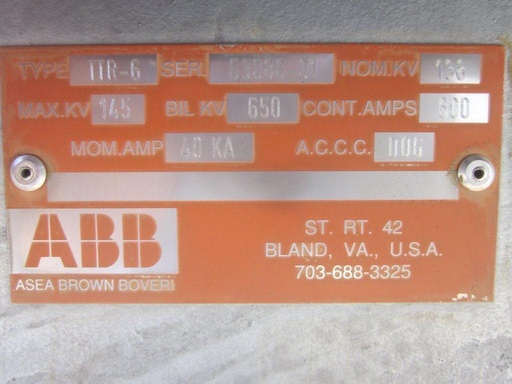 TYPE TTR-6 SER. NOM.KV 138
MAX.KV 145 BIL KV 650 CONT.AMPS 600
MOM.AMP 40 KA A.C.C.C. D06
ABB
ASEA BROWN BOVERI
ST. RT. 42
BLAND, VA., U.S.A.
703-688-3325